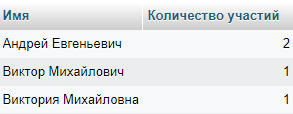 Имя Количество участий
Андрей Евгеньевич 2
Виктор Михайлович 1
Виктория Михайловна 1